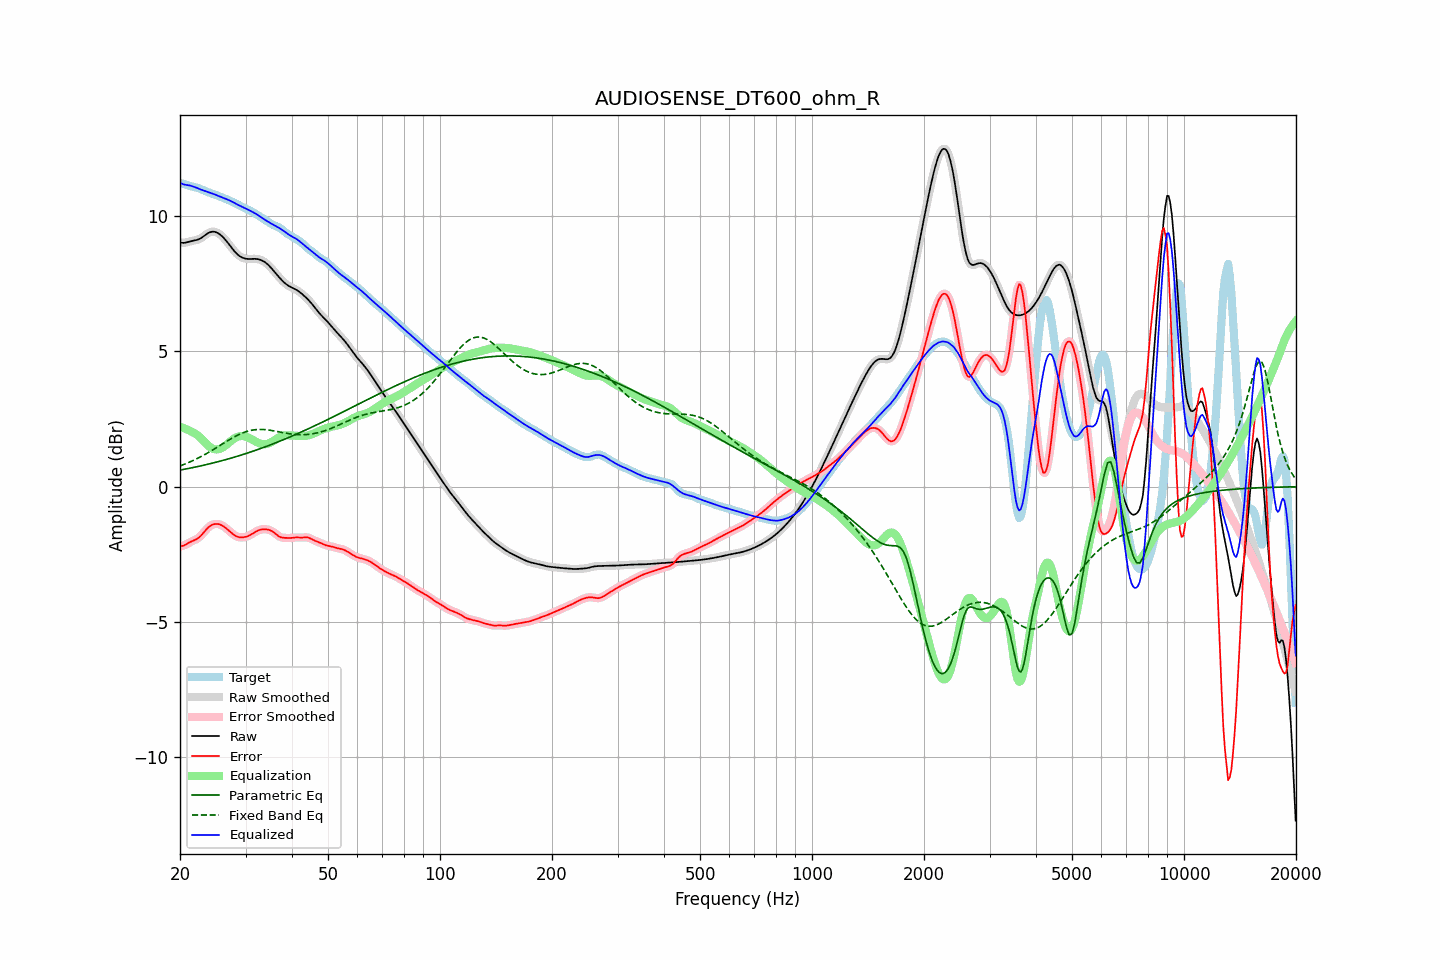 AUDIOSENSE_DT600_ohm_R
Amplitude (dBr)
10
5
0
−5
−10
Target
Raw Smoothed
Error Smoothed
Raw
Error
Equalization
Parametric Eq
Fixed Band Eq
Equalized
20 50 100 200 500 1000 2000 5000 10000 20000
Frequency (Hz)